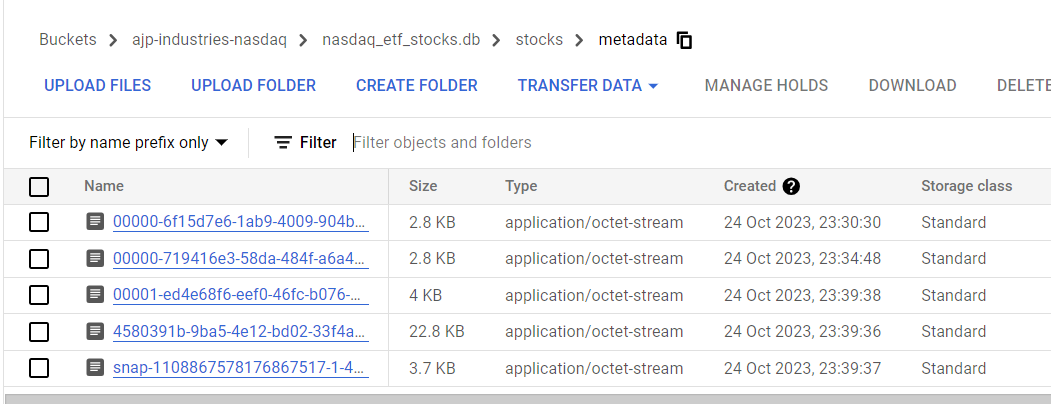 Buckets > ajp-industries-nasdaq > nasdaq_etf_stocks.db > stocks > metadata
UPLOAD FILES UPLOAD FOLDER CREATE FOLDER TRANSFER DATA MANAGE HOLDS DOWNLOAD DELETE
Filter by name prefix only Filter Filter objects and folders
Name Size Type Created ? Storage class
00000-6f15d7e6-1ab9-4009-904b... 2.8 KB application/octet-stream 24 Oct 2023, 23:30:30 Standard
00000-719416e3-58da-484f-a6a4... 2.8 KB application/octet-stream 24 Oct 2023, 23:34:48 Standard
00001-ed4e68f6-eef0-46fc-b076-... 4 KB application/octet-stream 24 Oct 2023, 23:39:38 Standard
4580391b-9ba5-4e12-bd02-33f4a... 22.8 KB application/octet-stream 24 Oct 2023, 23:39:36 Standard
snap-1108867578176867517-1-4... 3.7 KB application/octet-stream 24 Oct 2023, 23:39:37 Standard